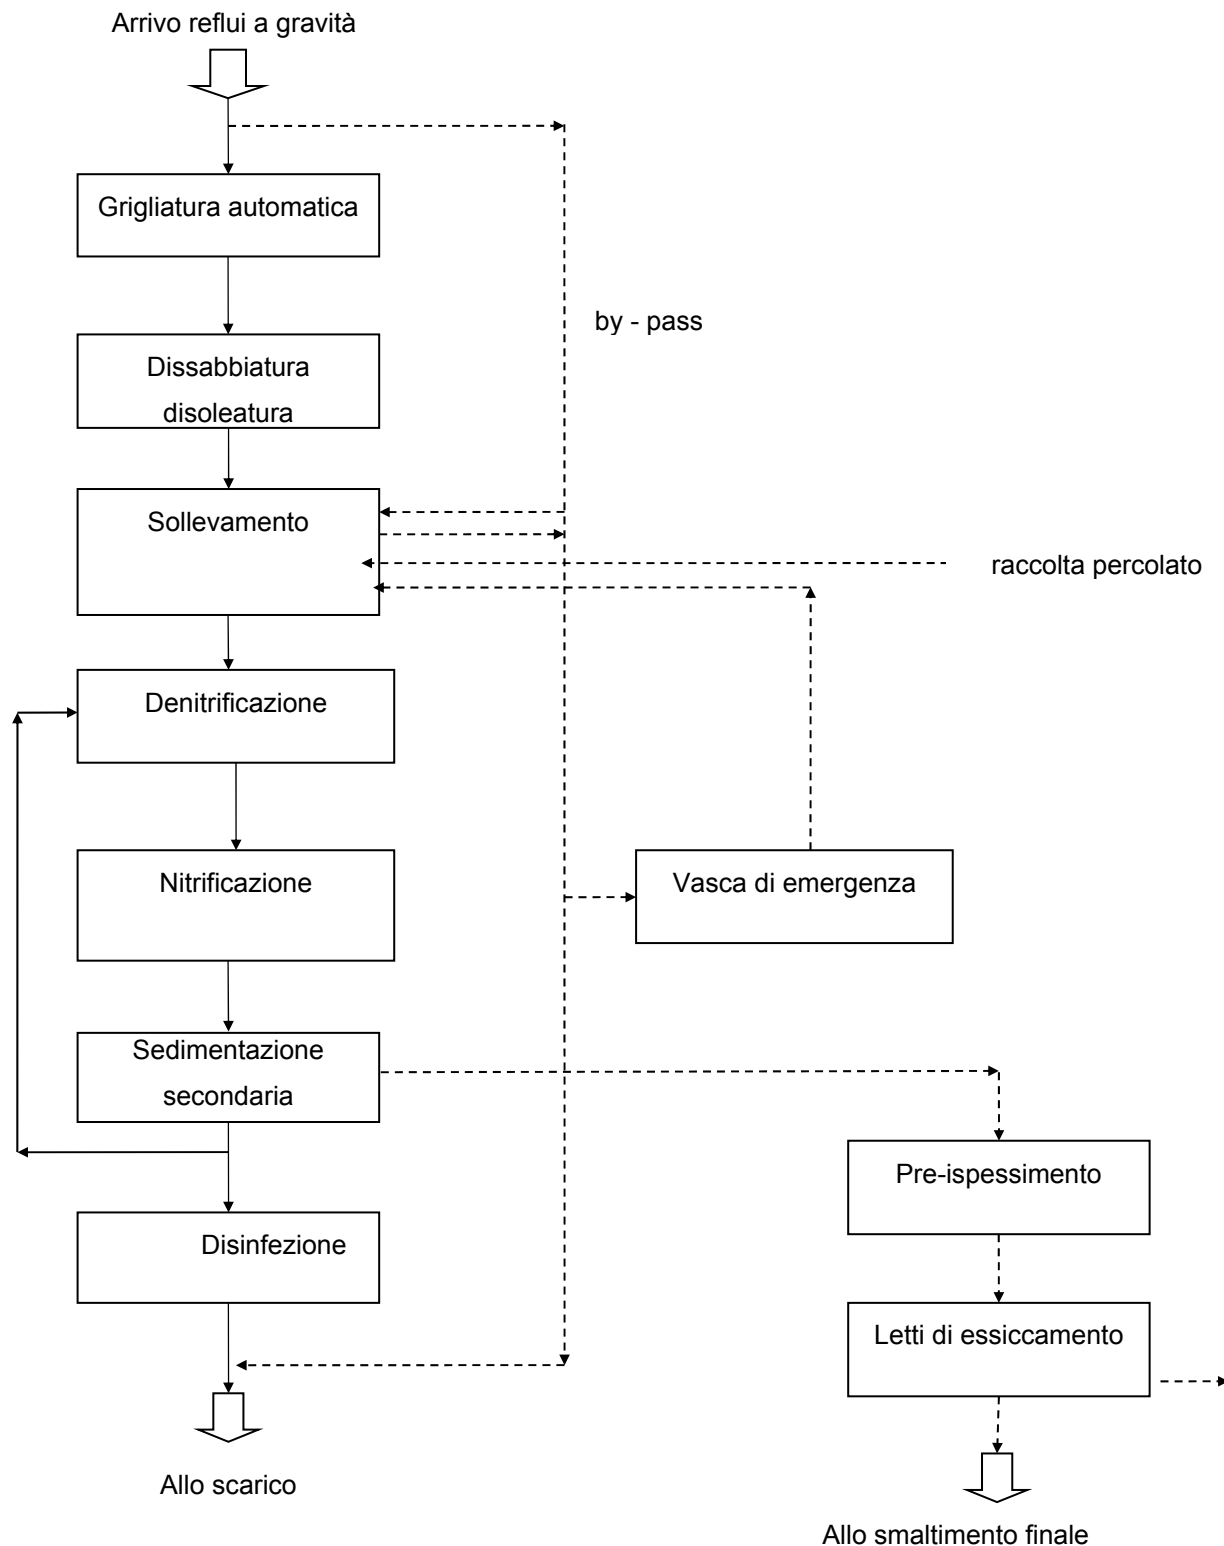 Arrivo reflui a gravità
Grigliatura automatica
by - pass
Dissabbiatura
disoleatura
Sollevamento
raccolta percolato
Denitrificazione
Nitrificazione
Vasca di emergenza
Sedimentazione
secondaria
Pre-ispessimento
Disinfezione
Letti di essiccamento
Allo scarico
Allo smaltimento finale